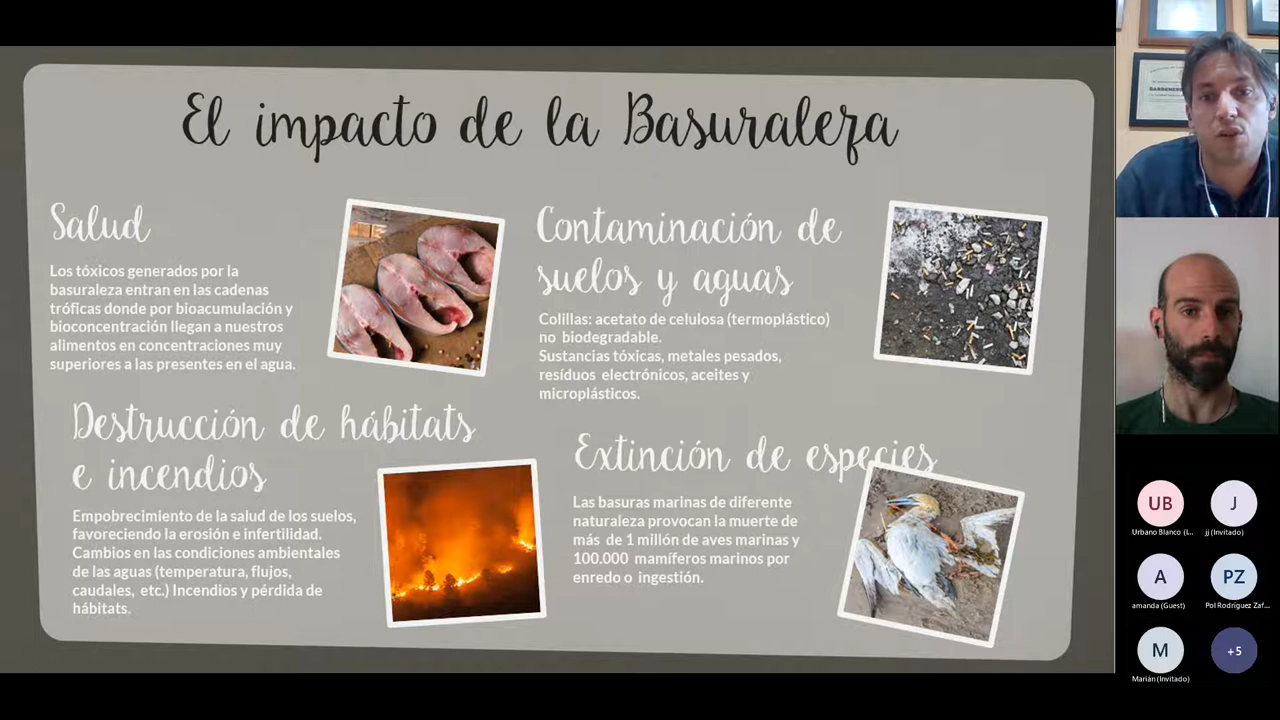 El impacto de la Basuraleza
Salud
Los tóxicos generados por la
basuraleza entran en las cadenas
tróficas donde por bioacumulación y
bioconcentración llegan a nuestros
alimentos en concentraciones muy
superiores a las presentes en el agua.
Contaminación de
suelos y aguas
Colillas: acetato de celulosa (termoplástico)
no biodegradable.
Sustancias tóxicas, metales pesados,
resíduos electrónicos, aceites y
microplásticos.
Destrucción de hábitats
e incendios
Empobrecimiento de la salud de los suelos,
favoreciendo la erosión e infertilidad.
Cambios en las condiciones ambientales
de las aguas (temperatura, flujos,
caudales, etc.) Incendios y pérdida de
hábitats.
Extinción de especies
Las basuras marinas de diferente
naturaleza provocan la muerte de
más de 1 millón de aves marinas y
100.000 mamíferos marinos por
enredo o ingestión.
UB
Urbano Blanco (I...
J
jj (Invitado)
A
amanda (Guest)
PZ
Pol Rodríguez Zaf...
M
Marián (Invitado)
+5